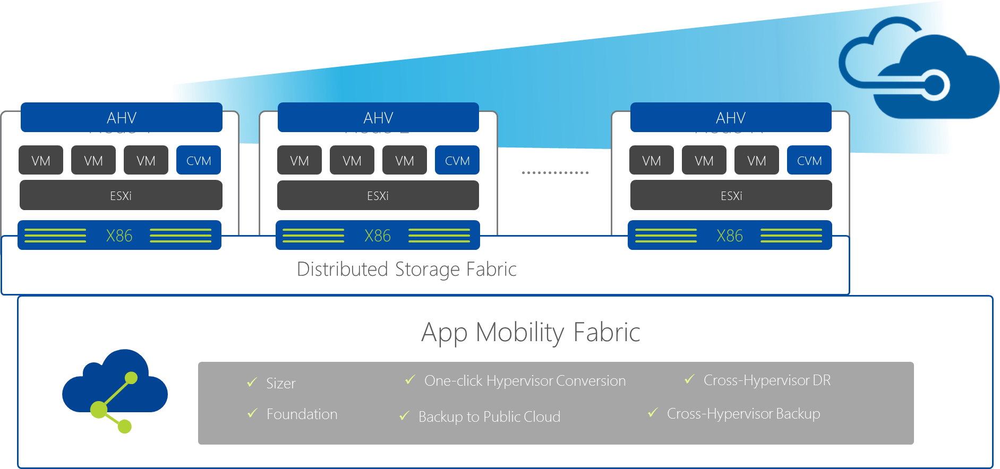 AHV
AHV
AHV
VM VM VM CVM
VM VM VM CVM
VM VM VM CVM
ESXi
ESXi
ESXi
X86
X86
X86
Distributed Storage Fabric
App Mobility Fabric
✓ Sizer
✓ One-click Hypervisor Conversion
✓ Cross-Hypervisor DR
✓ Foundation
✓ Backup to Public Cloud
✓ Cross-Hypervisor Backup